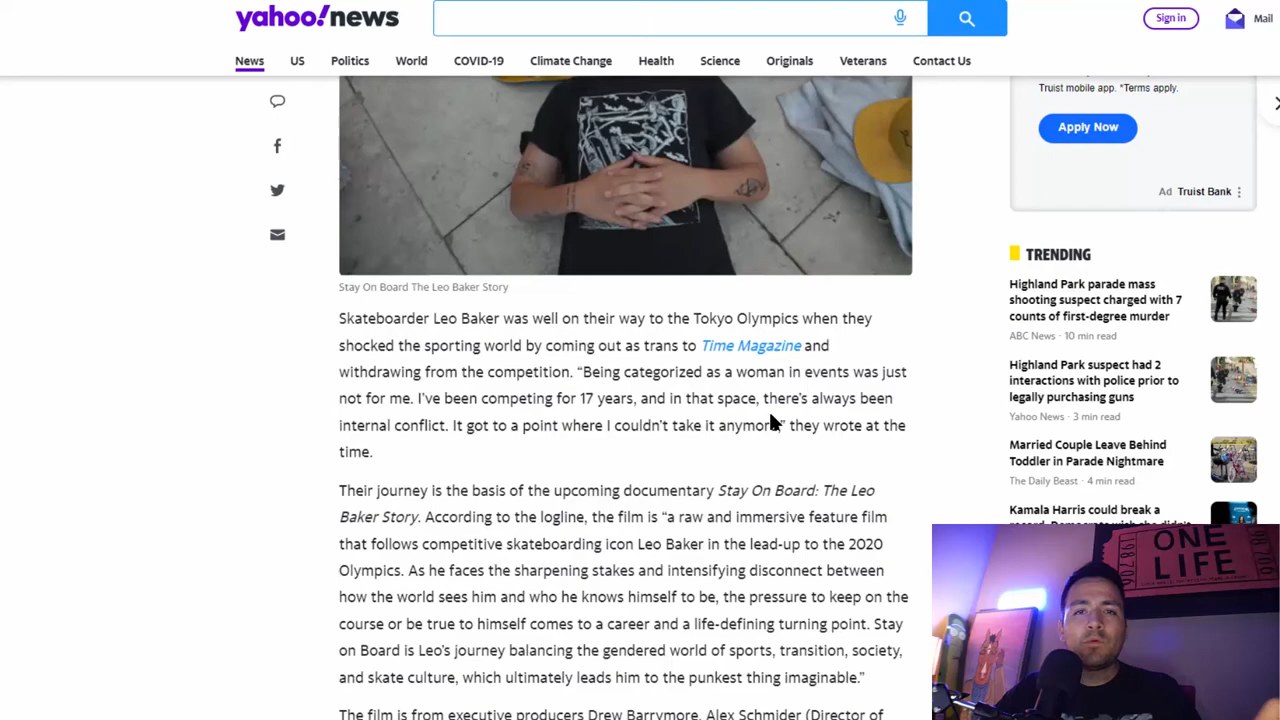 yahoo!news
Sign in
Mail
News US Politics World COVID-19 Climate Change Health Science Originals Veterans Contact Us
Truist mobile app. *Terms apply.
Apply Now
Ad Truist Bank
Stay On Board The Leo Baker Story
Skateboarder Leo Baker was well on their way to the Tokyo Olympics when they
shocked the sporting world by coming out as trans to Time Magazine and
withdrawing from the competition. “Being categorized as a woman in events was just
not for me. I’ve been competing for 17 years, and in that space, there’s always been
internal conflict. It got to a point where I couldn’t take it anymore,” they wrote at the
time.
Their journey is the basis of the upcoming documentary Stay On Board: The Leo
Baker Story. According to the logline, the film is “a raw and immersive feature film
that follows competitive skateboarding icon Leo Baker in the lead-up to the 2020
Olympics. As he faces the sharpening stakes and intensifying disconnect between
how the world sees him and who he knows himself to be, the pressure to keep on the
course or be true to himself comes to a career and a life-defining turning point. Stay
on Board is Leo’s journey balancing the gendered world of sports, transition, society,
and skate culture, which ultimately leads him to the punkest thing imaginable.”
The film is from executive producers Drew Barrymore, Alex Schmider (Director of
TRENDING
Highland Park parade mass
shooting suspect charged with 7
counts of first-degree murder
ABC News · 10 min read
Highland Park suspect had 2
interactions with police prior to
legally purchasing guns
Yahoo News · 3 min read
Married Couple Leave Behind
Toddler in Parade Nightmare
The Daily Beast · 4 min read
Kamala Harris could break a
ONE
LIFE
90786